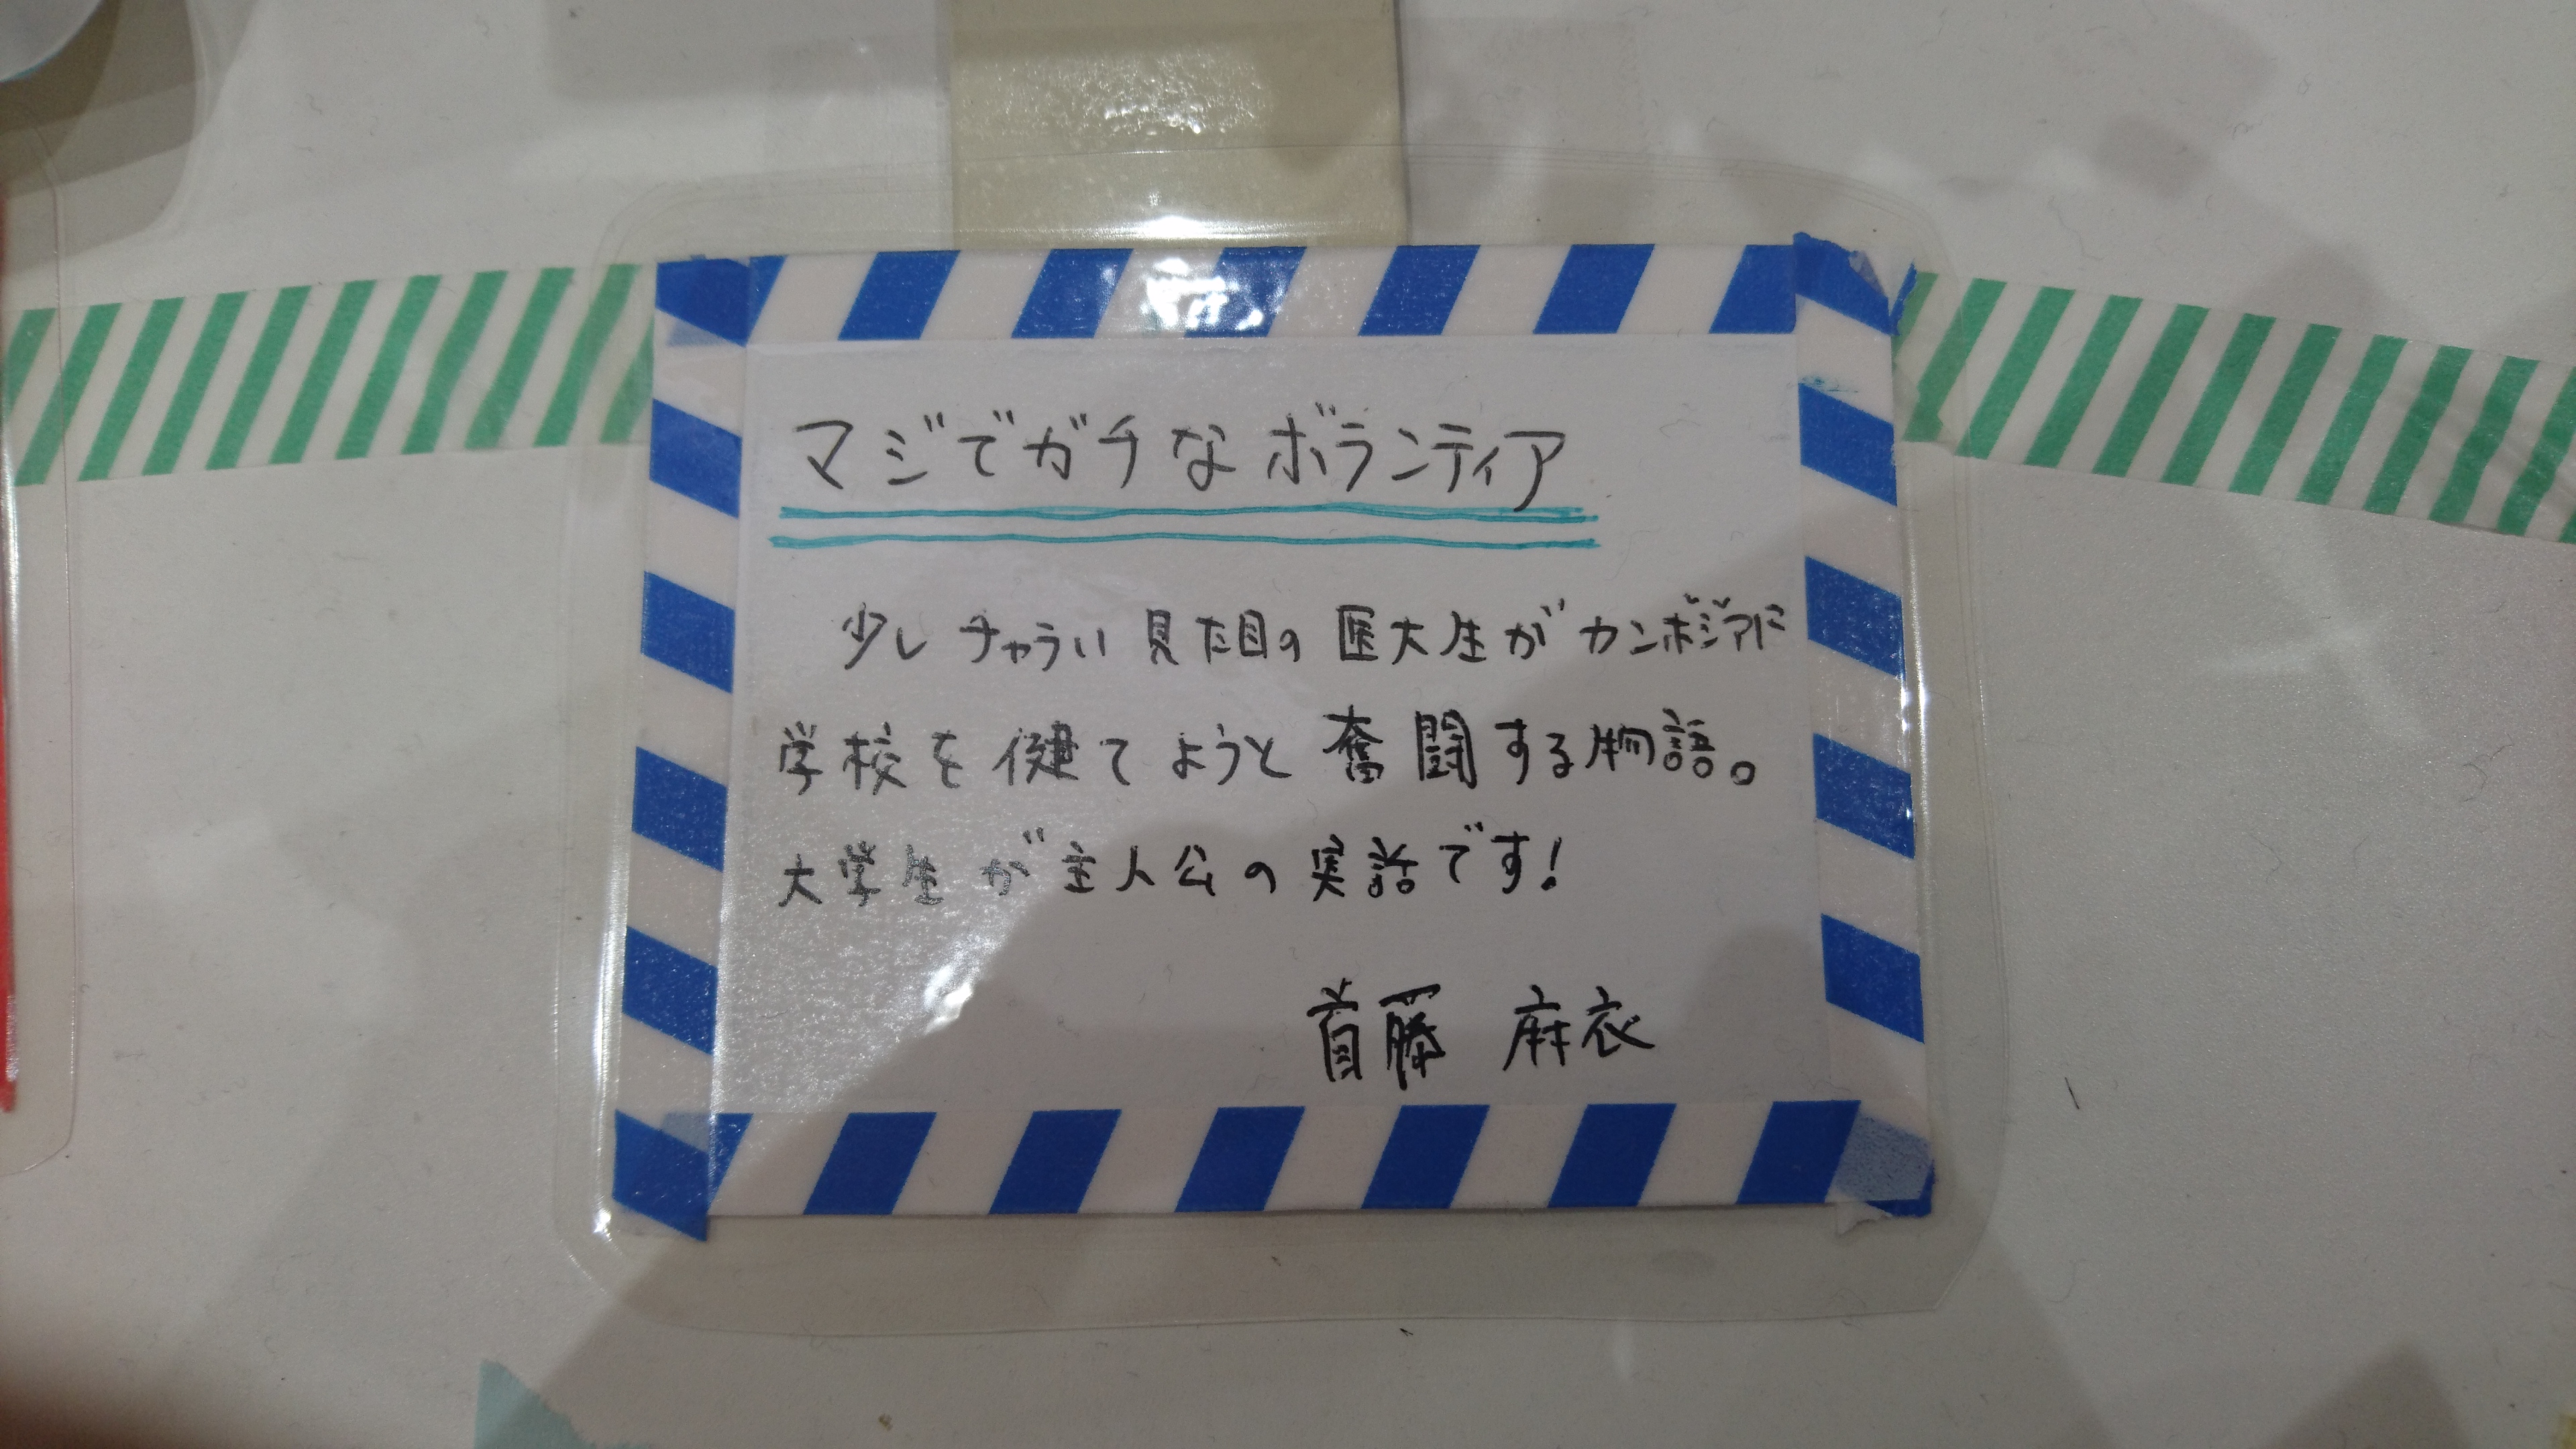 マジでガチなボランティア
少しチャラい見た目の医大生がカンボジアに
学校を健てようと奮闘する物語。
大学生が主人公の実話です!
首藤 麻衣